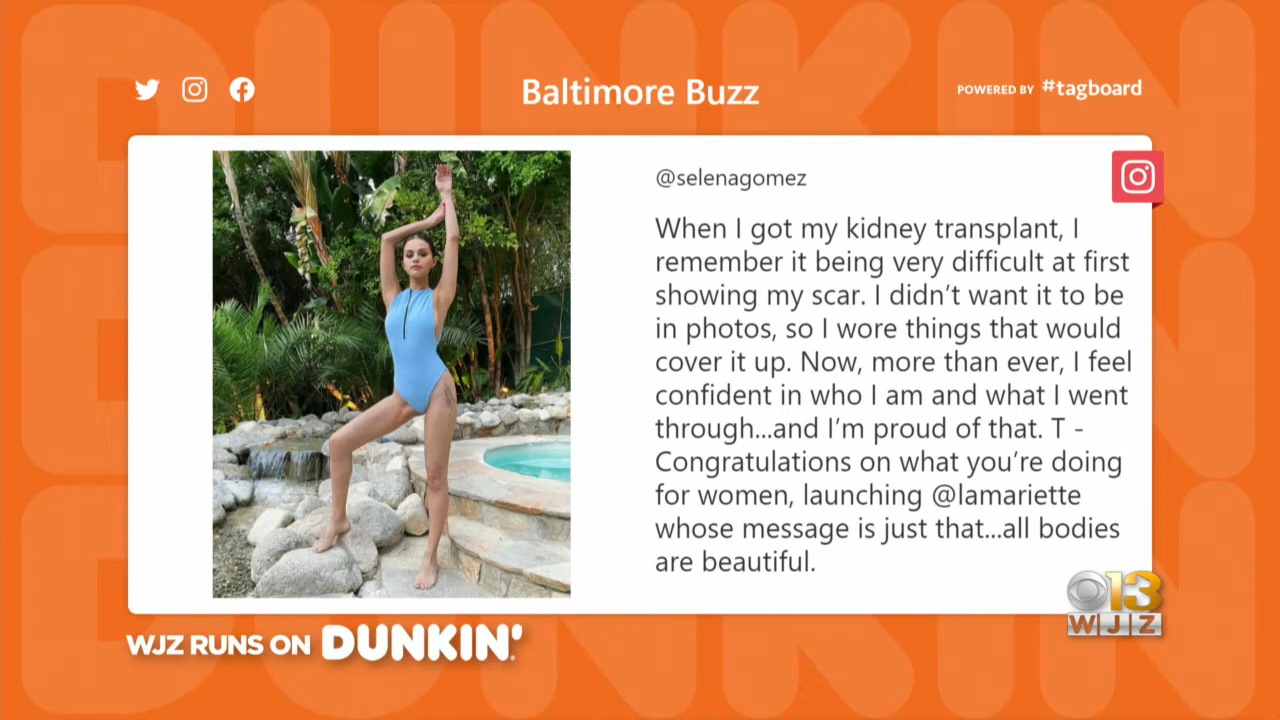 Baltimore Buzz
POWERED BY #tagboard
@selenagomez
When I got my kidney transplant, I
remember it being very difficult at first
showing my scar. I didn't want it to be
in photos, so I wore things that would
cover it up. Now, more than ever, I feel
confident in who I am and what I went
through...and I'm proud of that. T -
Congratulations on what you're doing
for women, launching @lamariette
whose message is just that...all bodies
are beautiful.
13
WJZ
WJZ RUNS ON DUNKIN'
DUNKIN